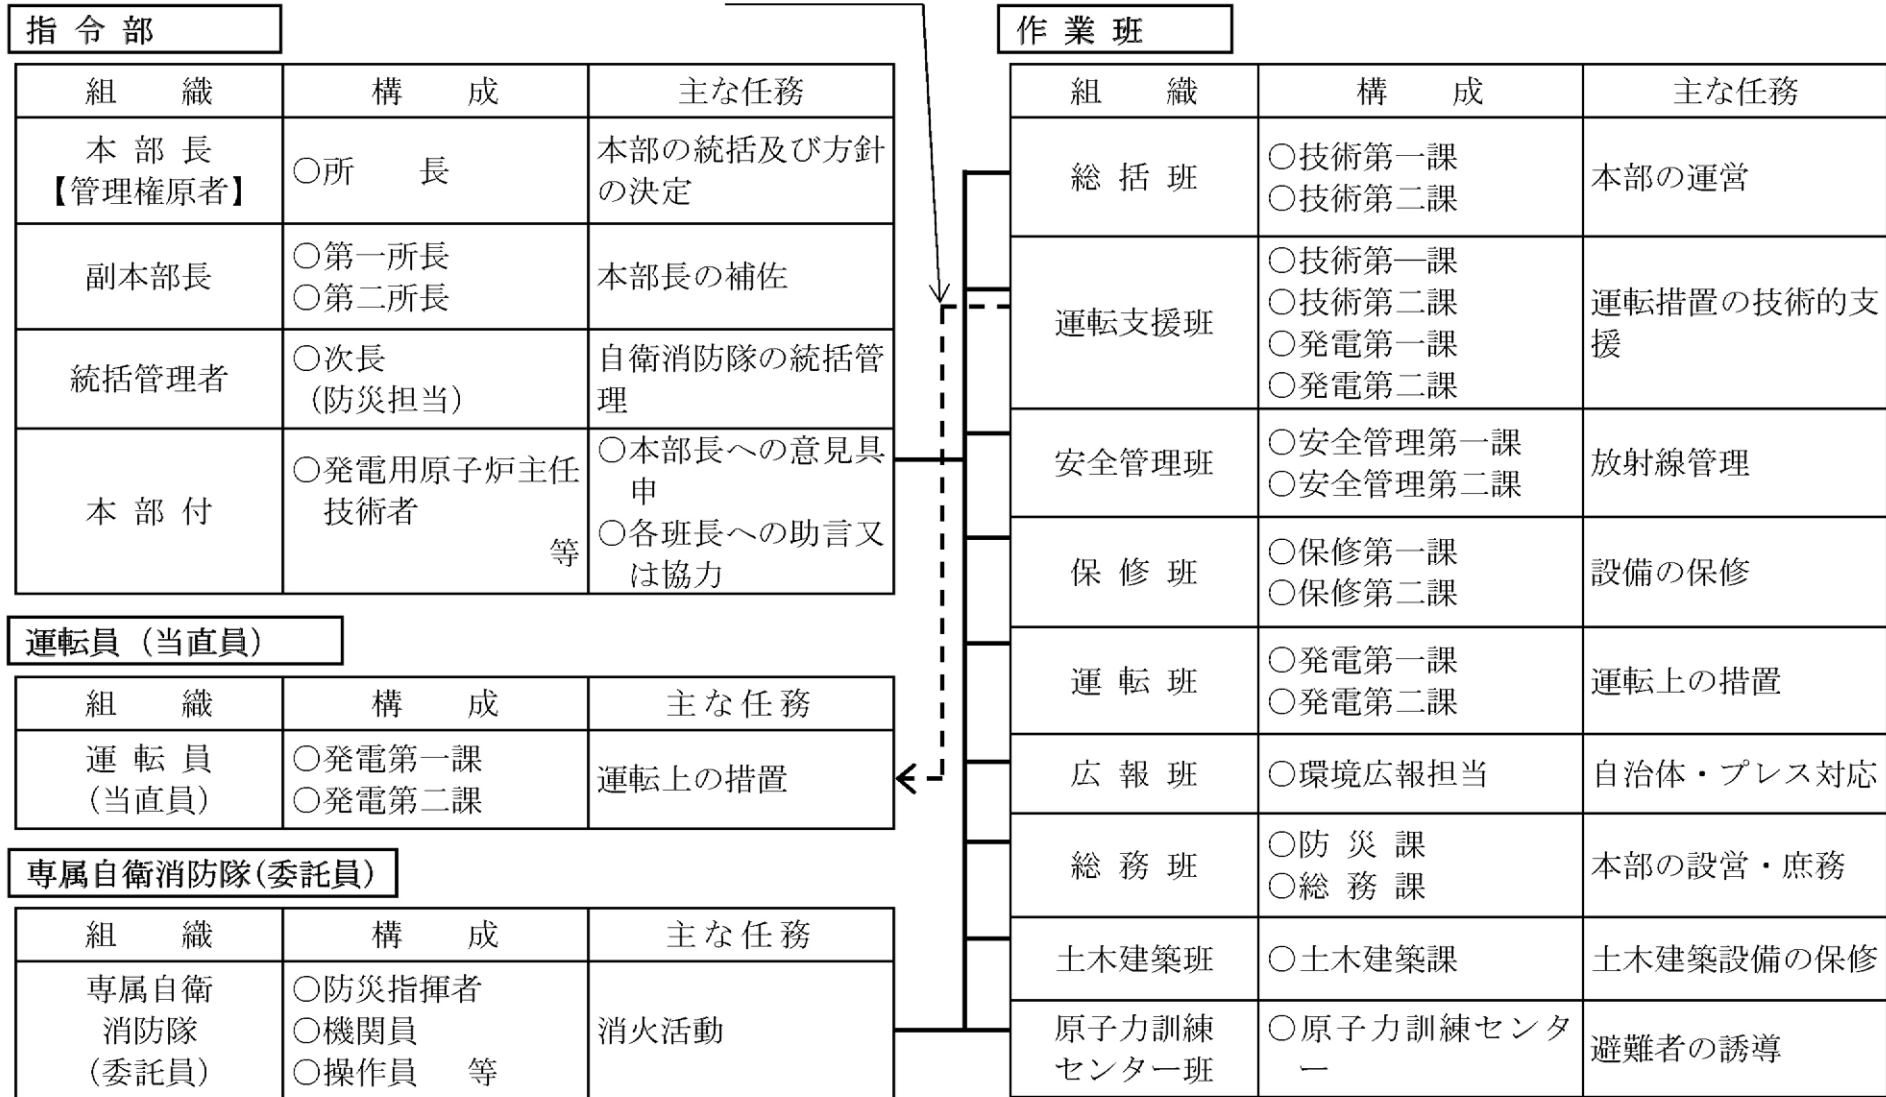 指令部
組 織 構 成 主な任務
本 部 長
【管理権原者】
○所 長
本部の統括及び方針
の決定
副本部長
○第一所長
○第二所長
本部長の補佐
統括管理者
○次長
(防災担当)
自衛消防隊の統括管
理
本 部 付
○発電用原子炉主任
技術者
等
○本部長への意見具
申
○各班長への助言又
は協力
運転員(当直員)
組 織 構 成 主な任務
運 転 員
(当直員)
○発電第一課
○発電第二課
運転上の措置
専属自衛消防隊(委託員)
組 織 構 成 主な任務
専属自衛
消防隊
(委託員)
○防災指揮者
○機関員
○操作員 等
消火活動
作 業 班
組 織 構 成 主な任務
総 括 班
○技術第一課
○技術第二課
本部の運営
運転支援班
○技術第一課
○技術第二課
○発電第一課
○発電第二課
運転措置の技術的支
援
安全管理班
○安全管理第一課
○安全管理第二課
放射線管理
保 修 班
○保修第一課
○保修第二課
設備の保修
運 転 班
○発電第一課
○発電第二課
運転上の措置
広 報 班
○環境広報担当
自治体・プレス対応
総 務 班
○防 災 課
○総 務 課
本部の設営・庶務
土木建築班
○土木建築課
土木建築設備の保修
原子力訓練
センター班
○原子力訓練センタ
ー
避難者の誘導